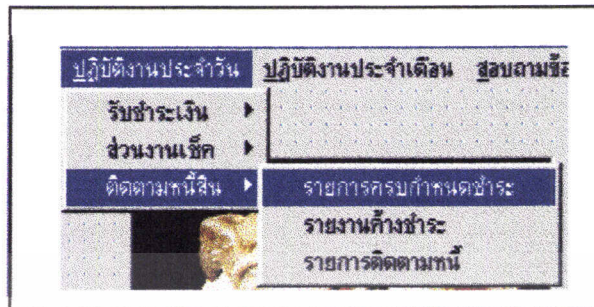 ปฏิบัติงานประจำวัน ปฏิบัติงานประจำเดือน สอบถามข้อ
รับชำระเงิน
ส่วนงานเช็ค
ติดตามหนี้สิน รายการครบกำหนดชำระ
รายงานค้างชำระ
รายการติดตามหนี้